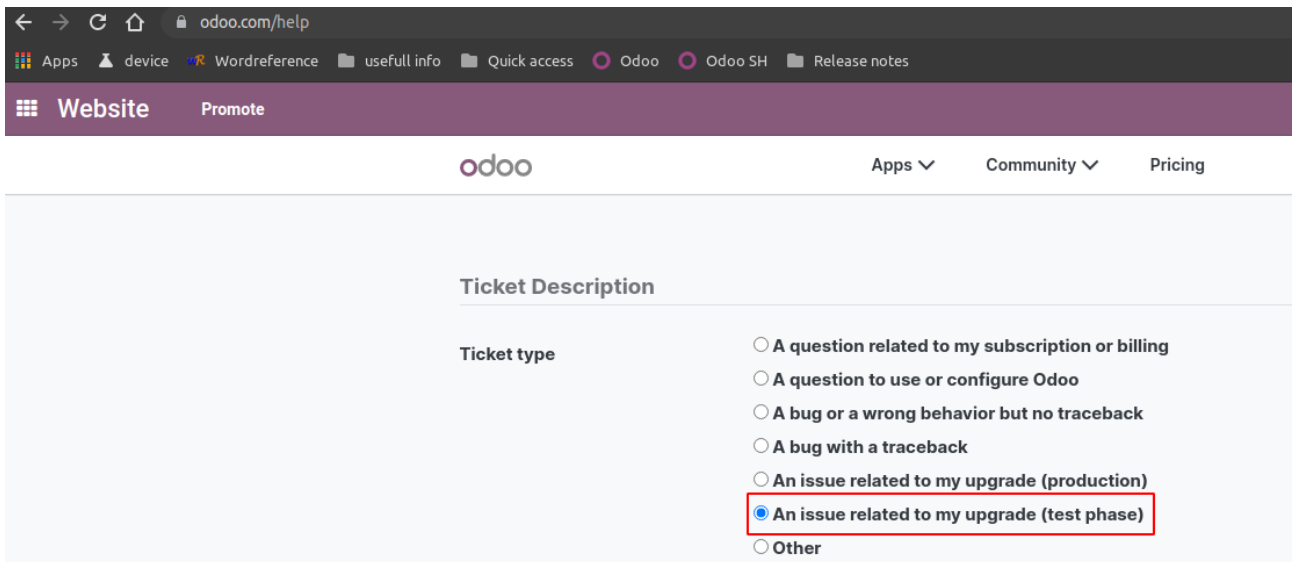 odoo.com/help
Apps device Wordreference usefull info Quick access Odoo Odoo SH Release notes
Website Promote
odoo Apps Community Pricing
Ticket Description
Ticket type
A question related to my subscription or billing
A question to use or configure Odoo
A bug or a wrong behavior but no traceback
A bug with a traceback
An issue related to my upgrade (production)
An issue related to my upgrade (test phase)
Other